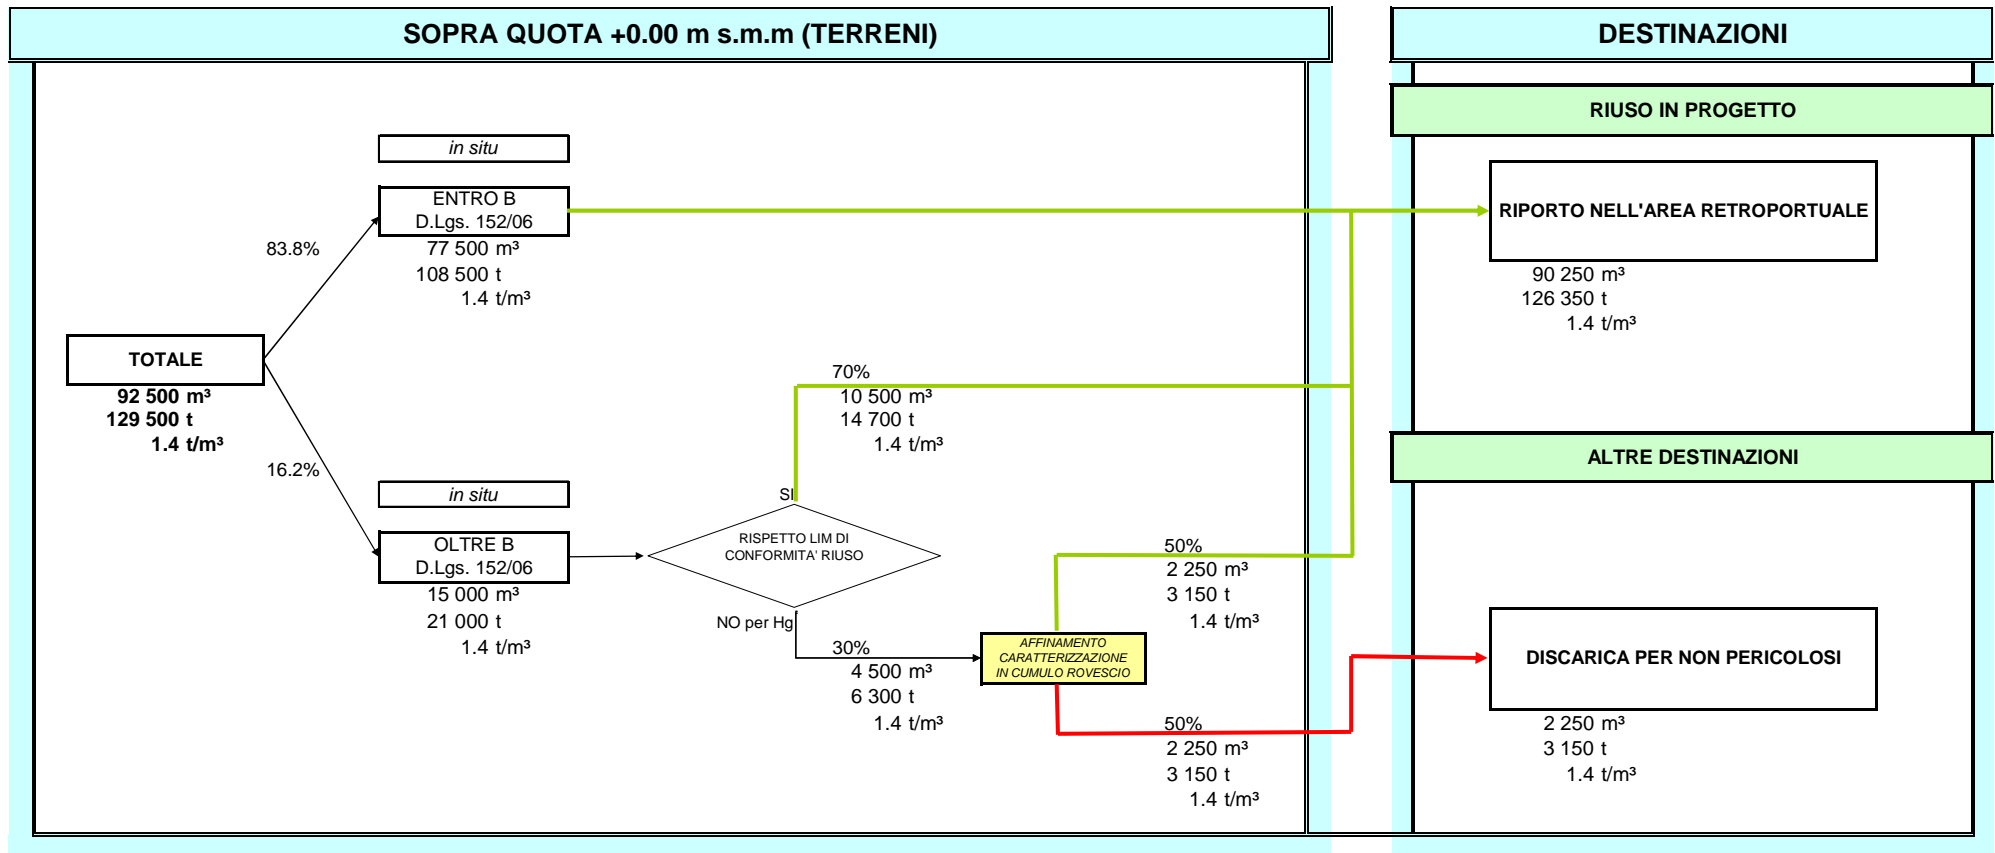 SOPRA QUOTA +0.00 m s.m.m (TERRENI)
DESTINAZIONI
RIUSO IN PROGETTO
in situ
ENTRO B
D.Lgs. 152/06
77 500 m³
108 500 t
1.4 t/m³
83.8%
RIPORTO NELL'AREA RETROPORTUALE
90 250 m³
126 350 t
1.4 t/m³
TOTALE
92 500 m³
129 500 t
1.4 t/m³
16.2%
70%
10 500 m³
14 700 t
1.4 t/m³
ALTRE DESTINAZIONI
in situ
OLTRE B
D.Lgs. 152/06
15 000 m³
21 000 t
1.4 t/m³
SI
RISPETTO LIM DI
CONFORMITA' RIUSO
NO per Hg
30%
4 500 m³
6 300 t
1.4 t/m³
AFFINAMENTO
CARATTERIZZAZIONE
IN CUMULO ROVESCIO
50%
2 250 m³
3 150 t
1.4 t/m³
50%
2 250 m³
3 150 t
1.4 t/m³
DISCARICA PER NON PERICOLOSI
2 250 m³
3 150 t
1.4 t/m³